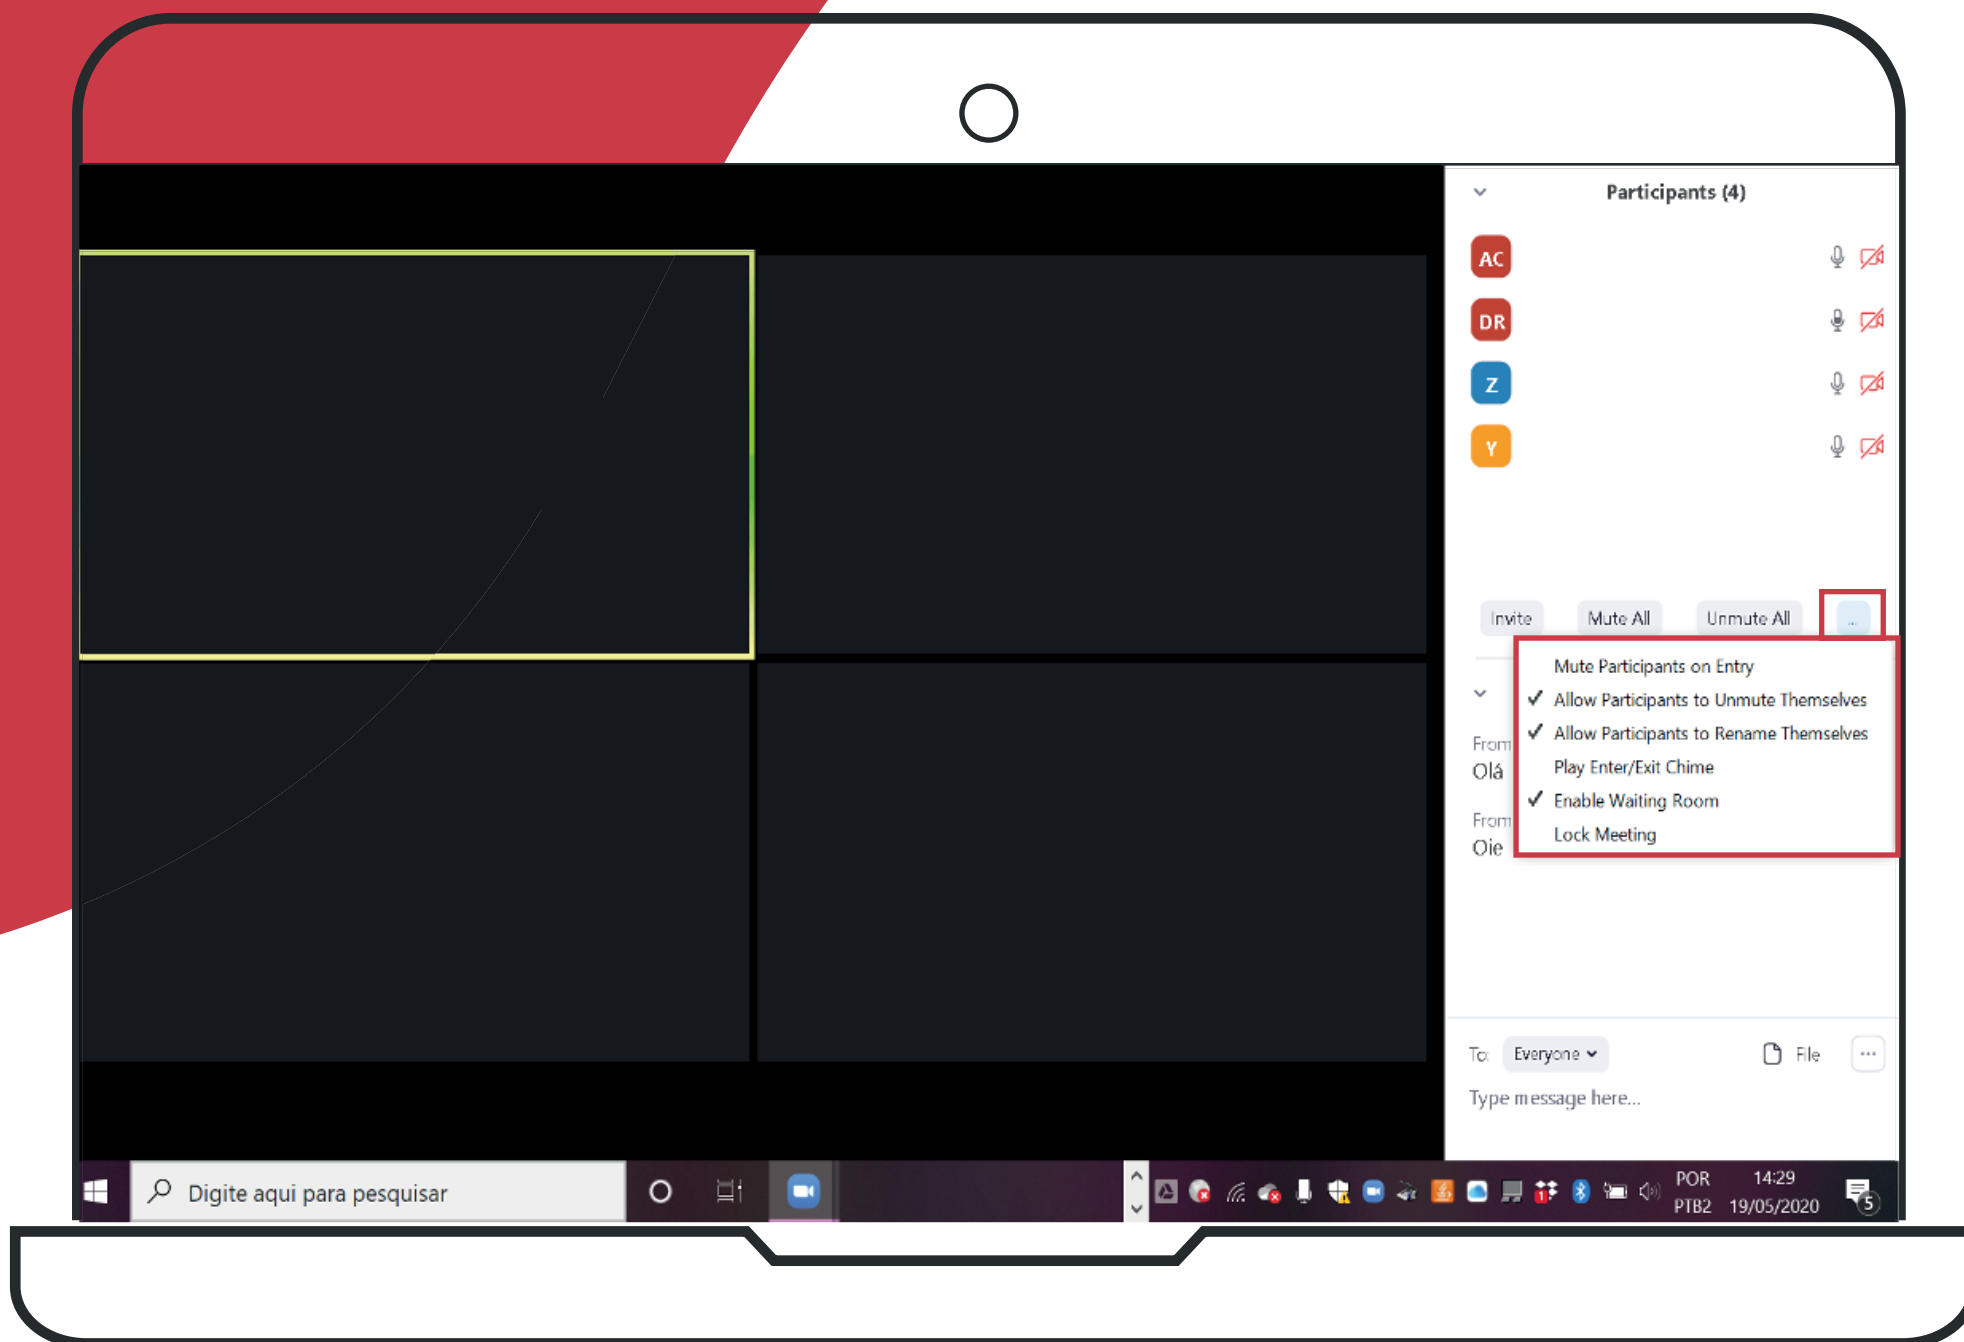 Participants (4)
AC
DR
Z
Y
Invite Mute All Unmute All ...
Mute Participants on Entry
Allow Participants to Unmute Themselves
Allow Participants to Rename Themselves
Play Enter/Exit Chime
Enable Waiting Room
Lock Meeting
From
Olá
From
Oie
To: Everyone File ...
Type message here...
Digite aqui para pesquisar
POR 14:29
PTB2 19/05/2020
5